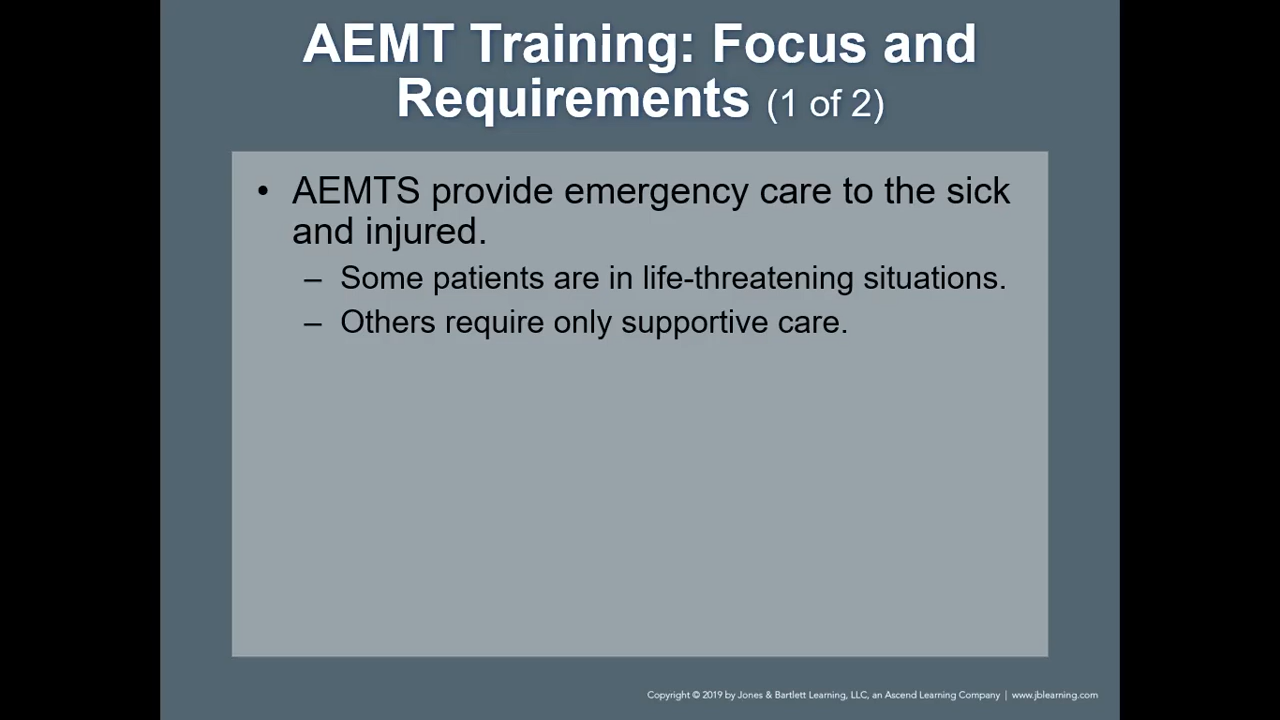 AEMT Training: Focus and
Requirements (1 of 2)
• AEMTS provide emergency care to the sick
and injured.
– Some patients are in life-threatening situations.
– Others require only supportive care.
Copyright © 2019 by Jones & Bartlett Learning, LLC, an Ascend Learning Company | www.jblearning.com